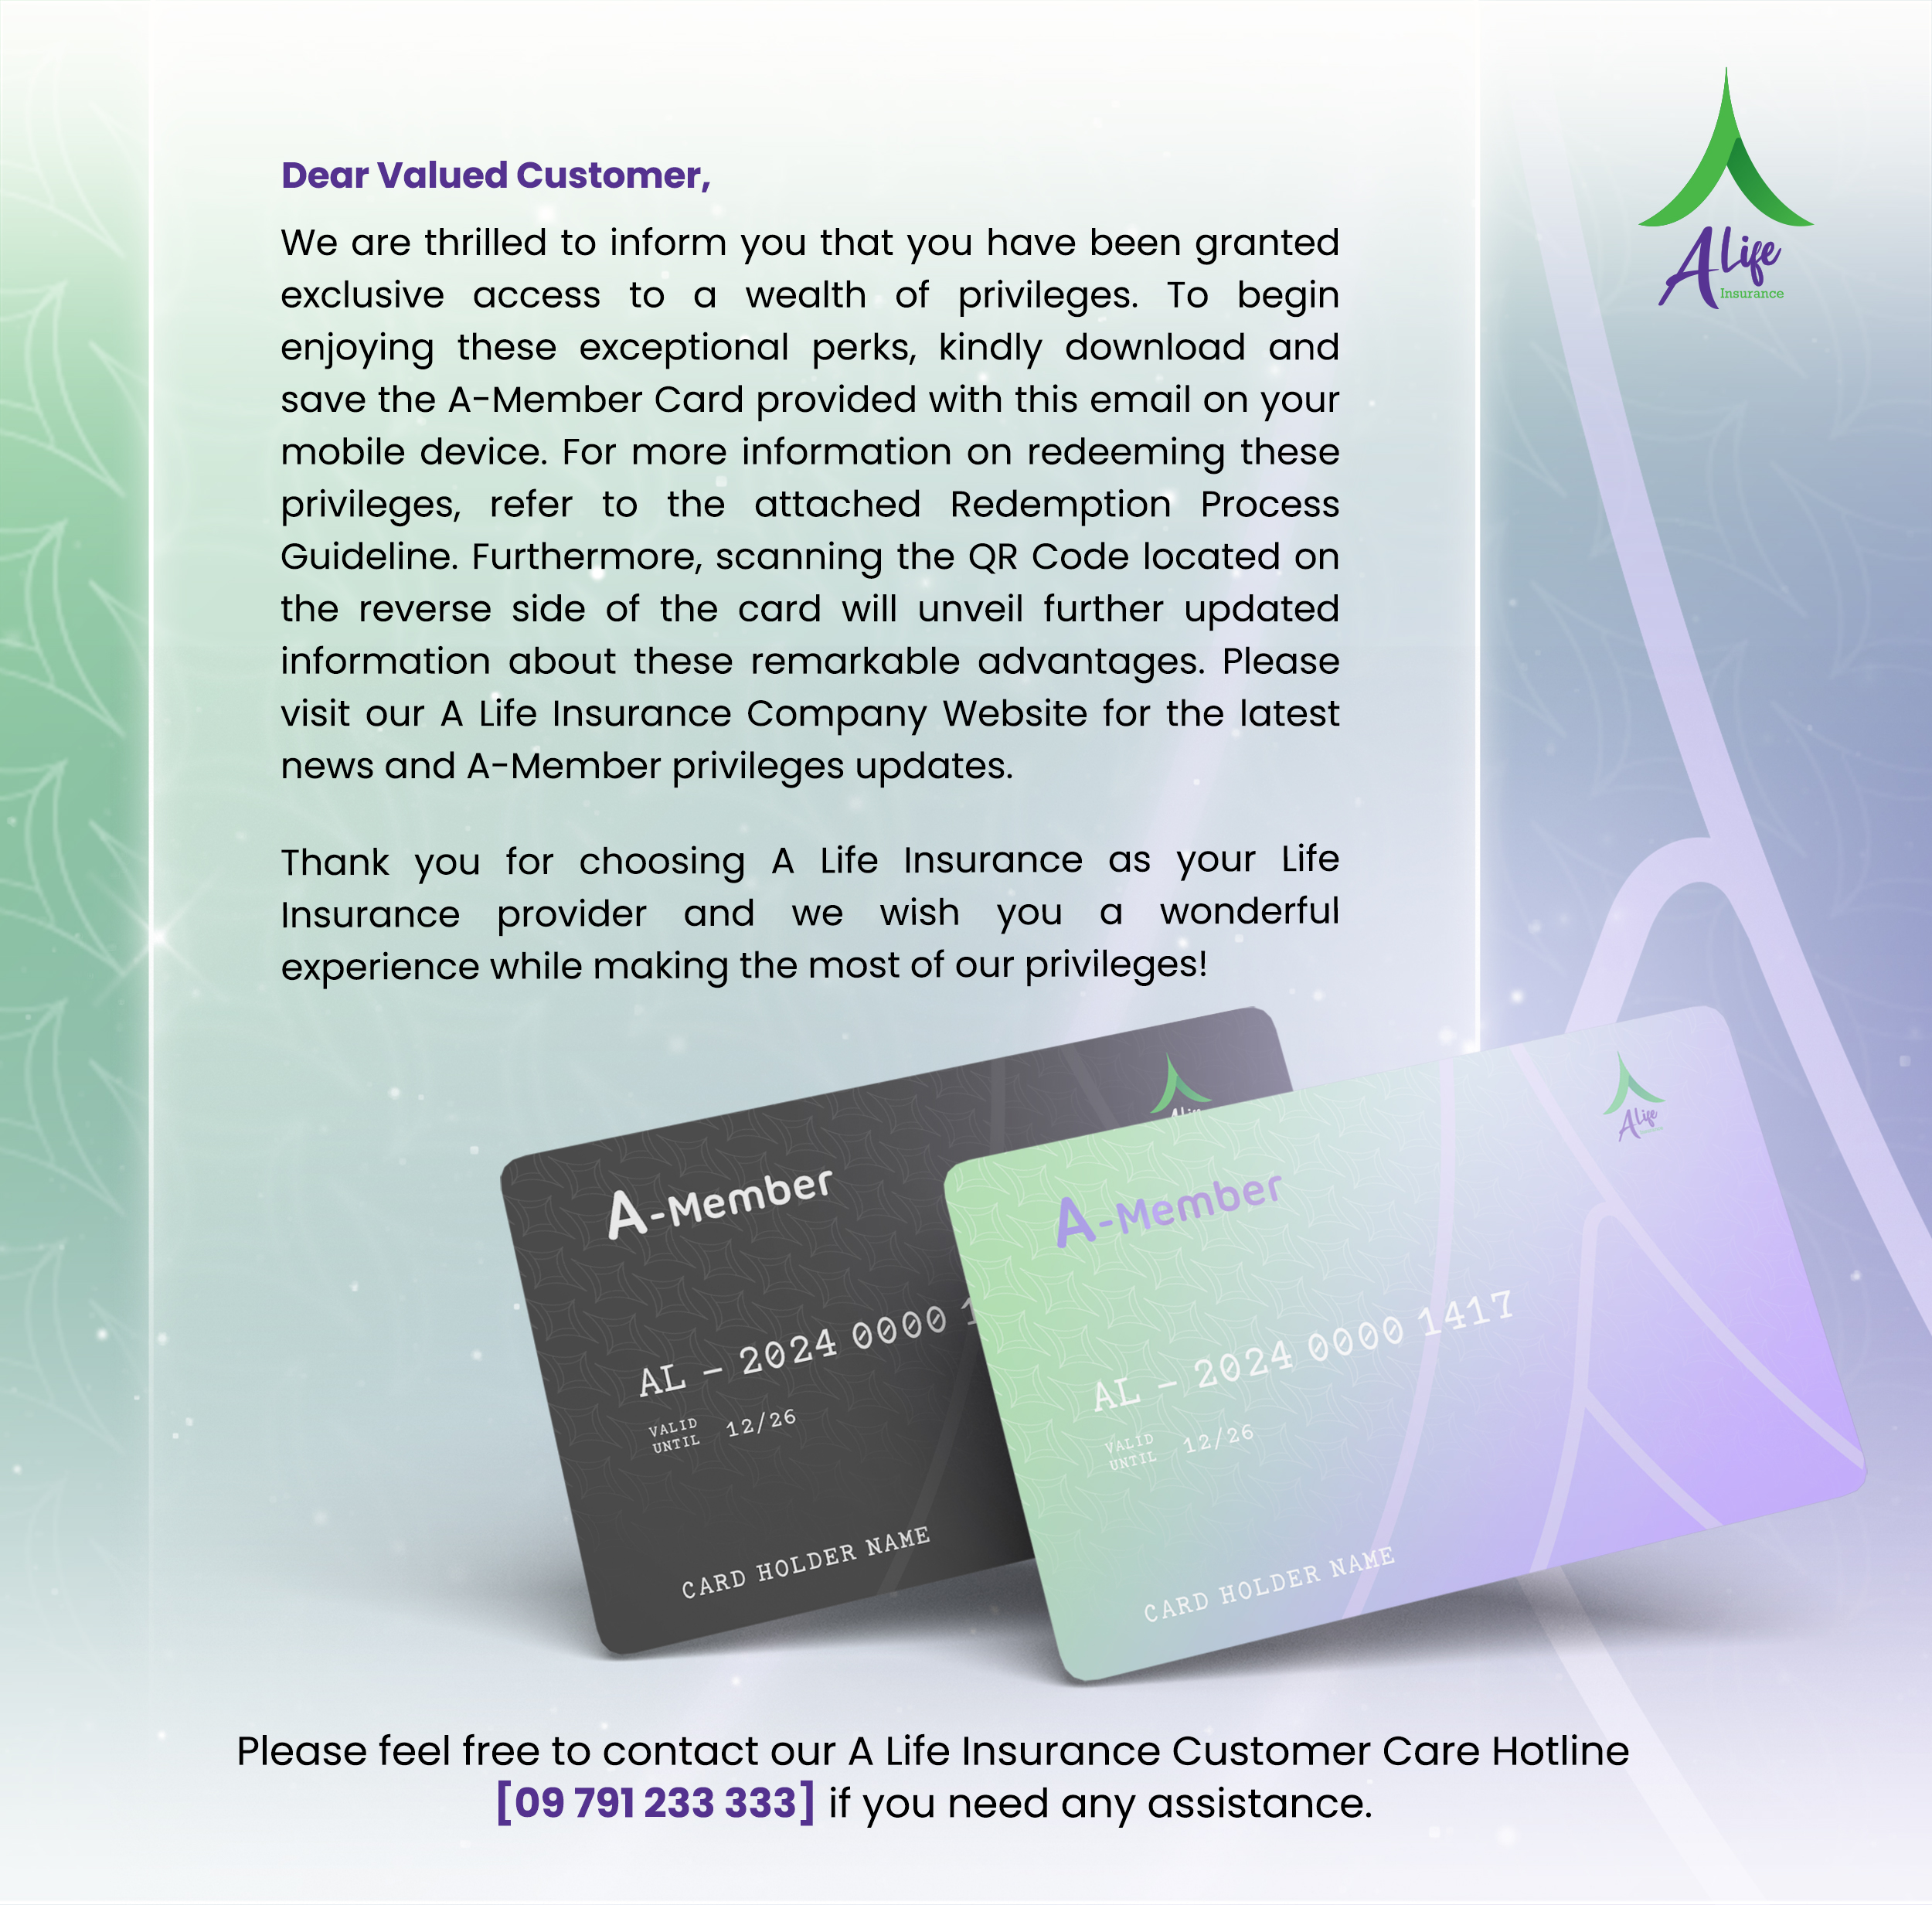 Dear Valued Customer,
We are thrilled to inform you that you have been granted
exclusive access to a wealth of privileges. To begin
enjoying these exceptional perks, kindly download and
save the A-Member Card provided with this email on your
mobile device. For more information on redeeming these
privileges, refer to the attached Redemption Process
Guideline. Furthermore, scanning the QR Code located on
the reverse side of the card will unveil further updated
information about these remarkable advantages. Please
visit our A Life Insurance Company Website for the latest
news and A-Member privileges updates.
Thank you for choosing A Life Insurance as your Life
Insurance provider and we wish you a wonderful
experience while making the most of our privileges!
A Life
Insurance
A-Member
AL – 2024 0000 1
VALID
UNTIL 12/26
CARD HOLDER NAME
A Life
A-Member
AL – 2024 0000 1417
VALID
UNTIL 12/26
CARD HOLDER NAME
Please feel free to contact our A Life Insurance Customer Care Hotline
[09 791 233 333] if you need any assistance.